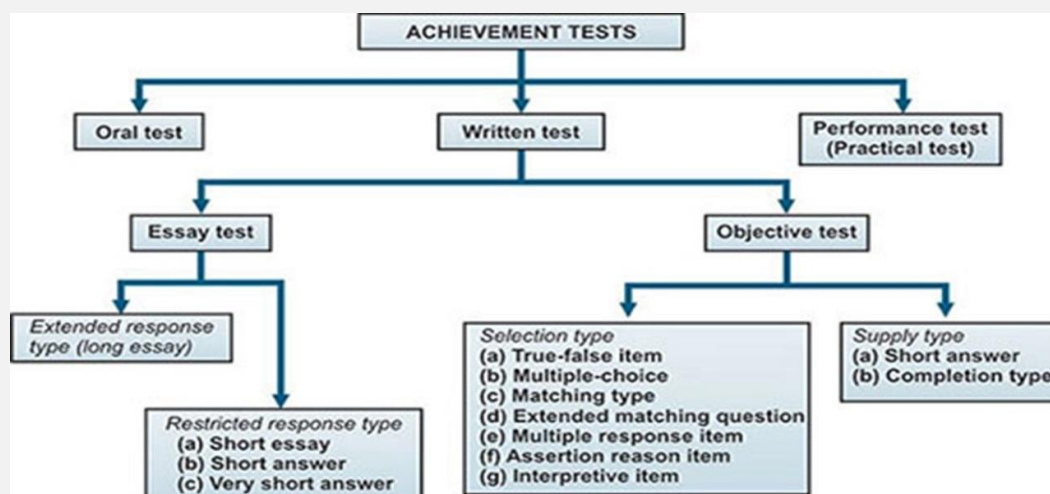 ACHIEVEMENT TESTS
Oral test
Written test
Performance test
(Practical test)
Essay test
Objective test
Extended response
type (long essay)
Restricted response type
(a) Short essay
(b) Short answer
(c) Very short answer
Selection type
(a) True-false item
(b) Multiple-choice
(c) Matching type
(d) Extended matching question
(e) Multiple response item
(f) Assertion reason item
(g) Interpretive item
Supply type
(a) Short answer
(b) Completion type